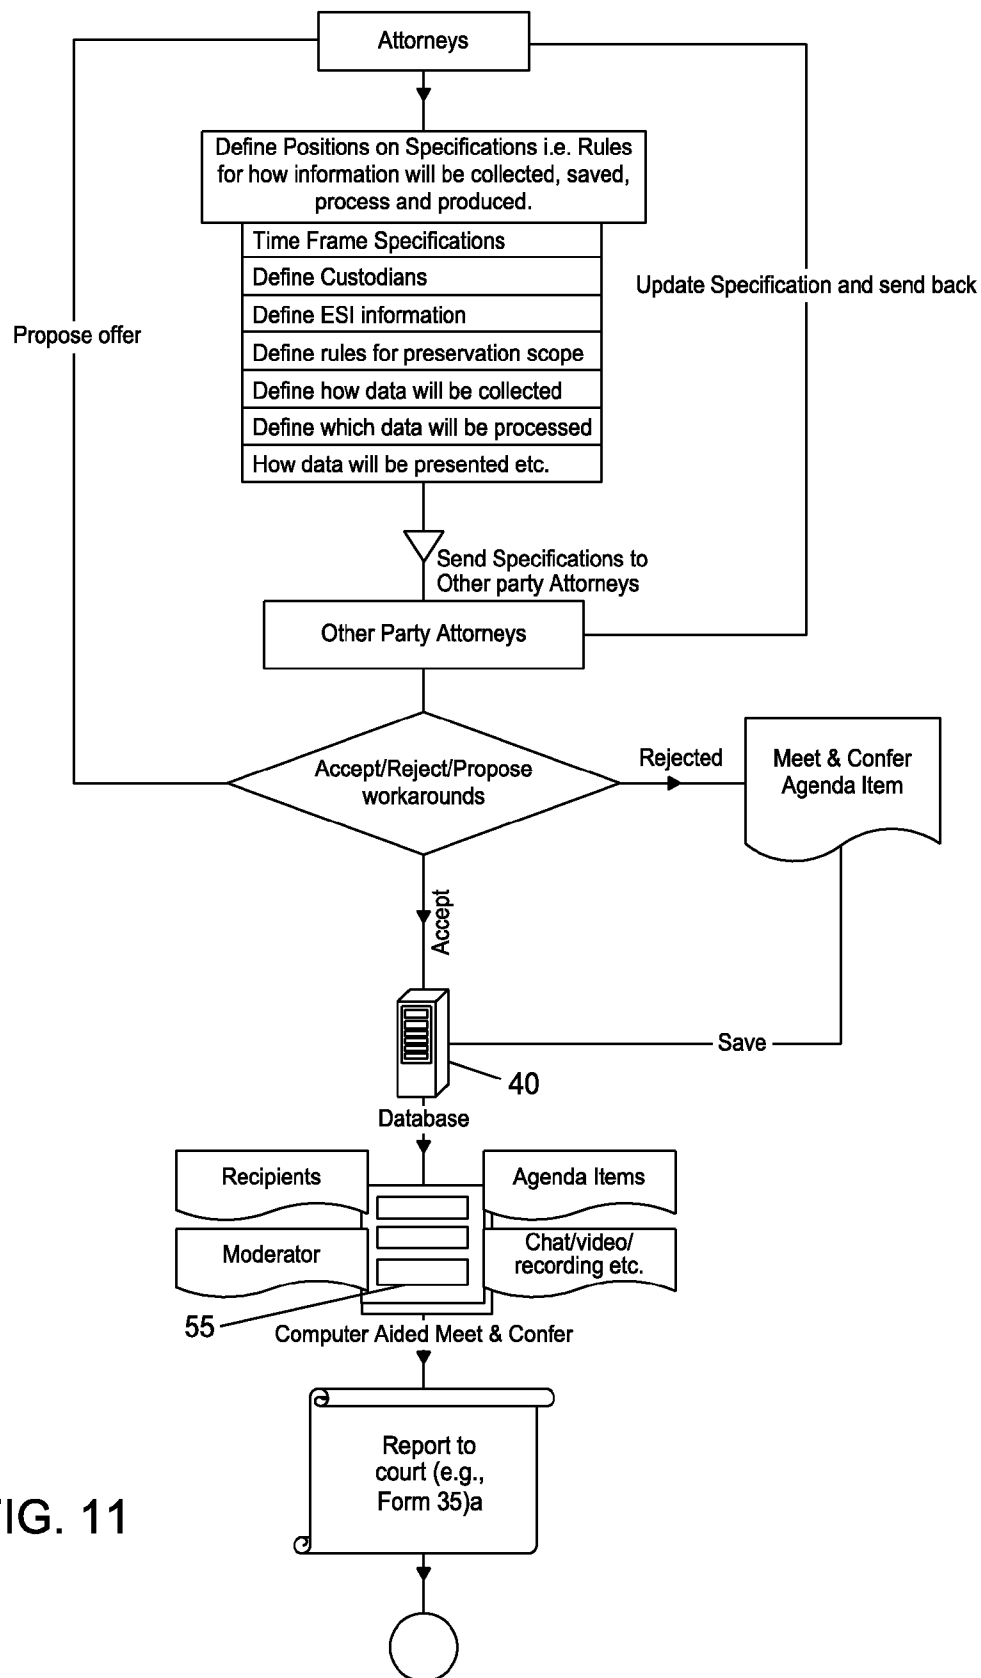 Attorneys
Define Positions on Specifications i.e. Rules
for how information will be collected, saved,
process and produced.
Time Frame Specifications
Define Custodians
Define ESI information
Define rules for preservation scope
Define how data will be collected
Define which data will be processed
How data will be presented etc.
Propose offer
Update Specification and send back
Send Specifications to
Other party Attorneys
Other Party Attorneys
Accept/Reject/Propose
workarounds
Rejected
Meet & Confer
Agenda Item
Accept
Save
40
Database
Recipients
Agenda Items
Moderator
Chat/video/
recording etc.
55
Computer Aided Meet & Confer
Report to
court (e.g.,
Form 35)a
FIG. 11